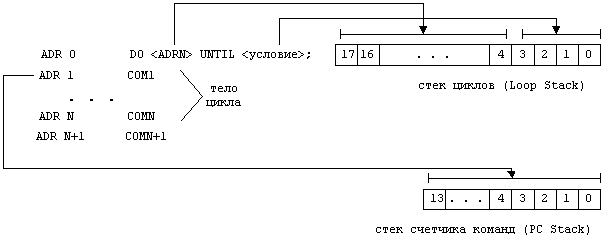 ADR 0 DO <ADRN> UNTIL <условие>; 17 16 . . . 4 3 2 1 0
ADR 1 COM1
тело
цикла
стек циклов (Loop Stack)
. . .
ADR N COMN
ADR N+1 COMN+1
13 . . . 4 3 2 1 0
стек счетчика команд (PC Stack)